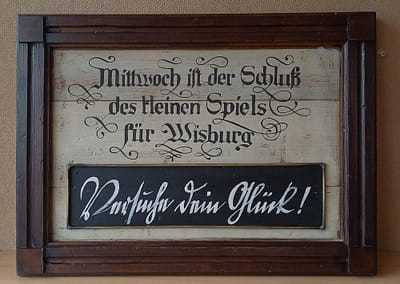 Mittwoch ist der Schluß
des kleinen Spiels
für Wisburg
Versuche dein Glück!